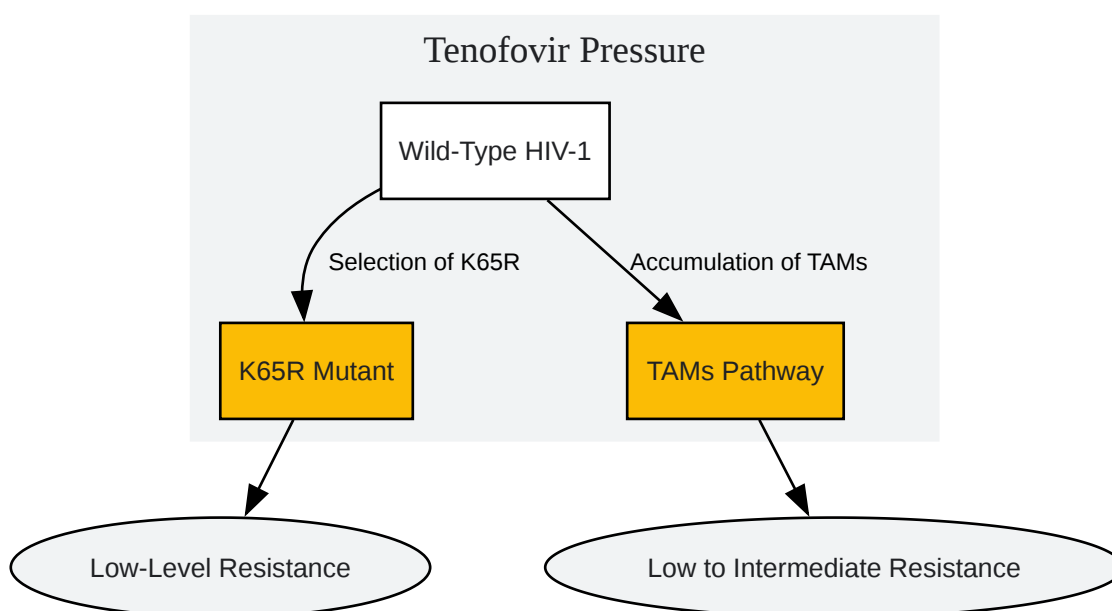 Tenofovir Pressure
Wild-Type HIV-1
Selection of K65R
Accumulation of TAMs
K65R Mutant
TAMs Pathway
Low-Level Resistance
Low to Intermediate Resistance